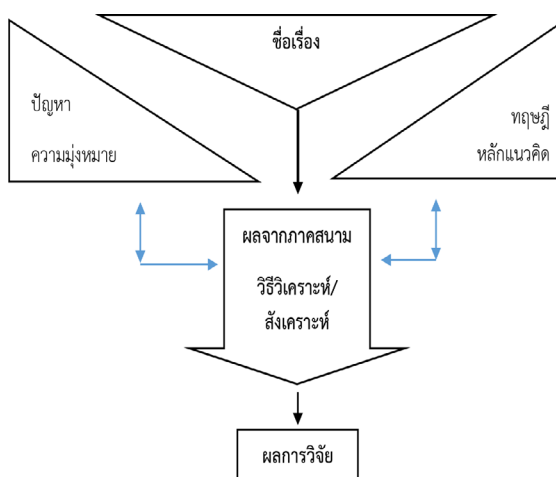 ชื่อเรื่อง
ปัญหา
ความมุ่งหมาย
ทฤษฎี
หลักแนวคิด
ผลจากภาคสนาม
วิธีวิเคราะห์/
สังเคราะห์
ผลการวิจัย